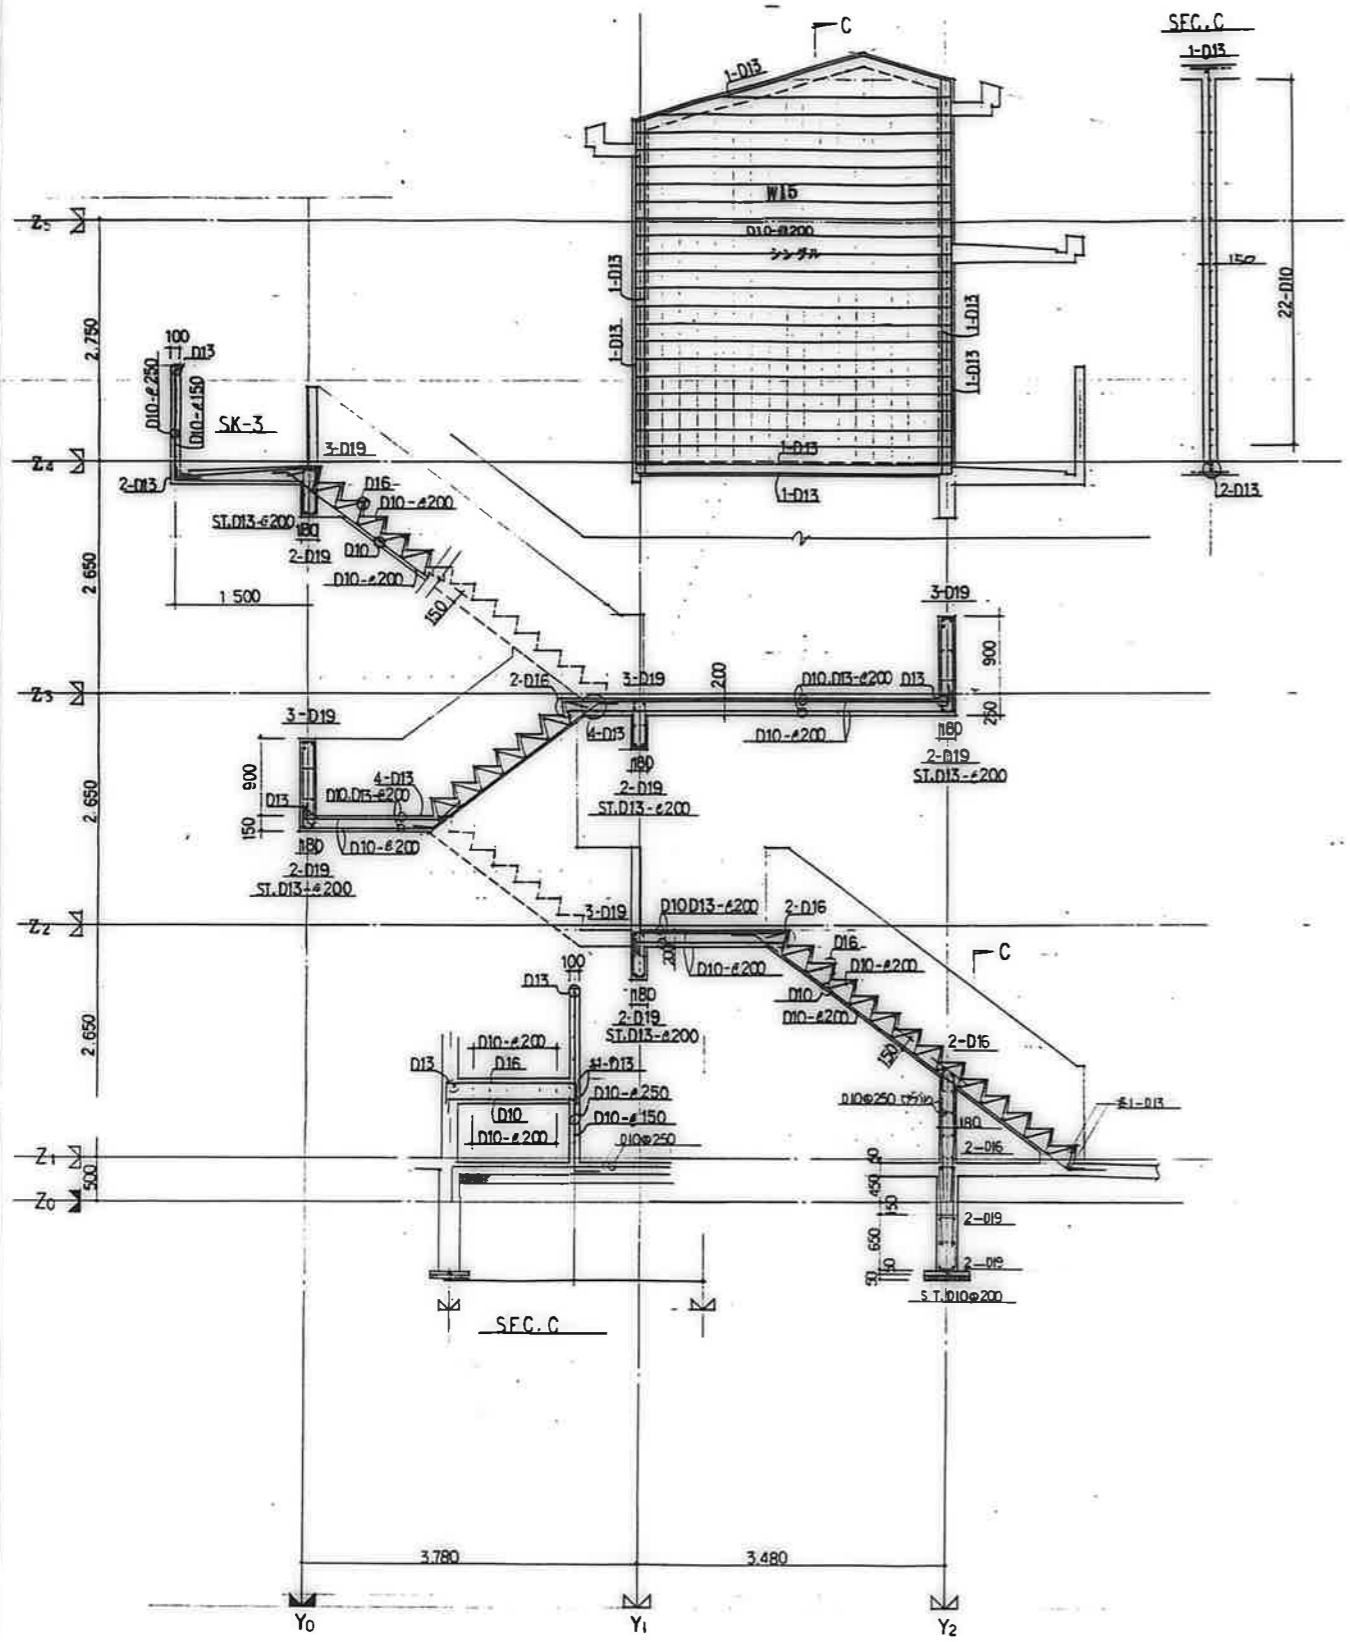 C
SEC.C
1-D13
1-D13
W15
D10-@200
シングル
Z5
1-D13
1-D13
1-D13
1-D13
150
22-D10
2.750
100
D13
D10-@250
D10-@150
SK-3
Z4
3-D19
1-D13
1-D13
2-D13
2-D13
D16
D10-@200
ST.D13-@200
180
2-D19
D10
D10-@200
150
1 500
2 650
3-D19
900
250
Z3
2-D16
3-D19
200
D10.D13-@200
D13
4-D13
D10-@200
180
2-D19
ST.D13-@200
180
2-D19
ST.D13-@200
3-D19
900
150
D13
4-D13
D10.D13-@200
D10-@200
180
2-D19
ST.D13-@200
2.650
Z2
3-D19
D10 D13-@200
2-D16
200
D10-@200
D16
D10-@200
D10
D10-@200
C
180
2-D19
ST.D13-@200
150
2-D16
2 650
100
D13
D10-@200
D13
D16
D10
D10-@200
D10-@250
D10-@150
D10@250
D10@250
180
2-D16
Z1
500
Z0
450
150
650
50
2-D19
2-D19
S T.D10@200
SEC.C
3.780
3.480
Y0
Y1
Y2